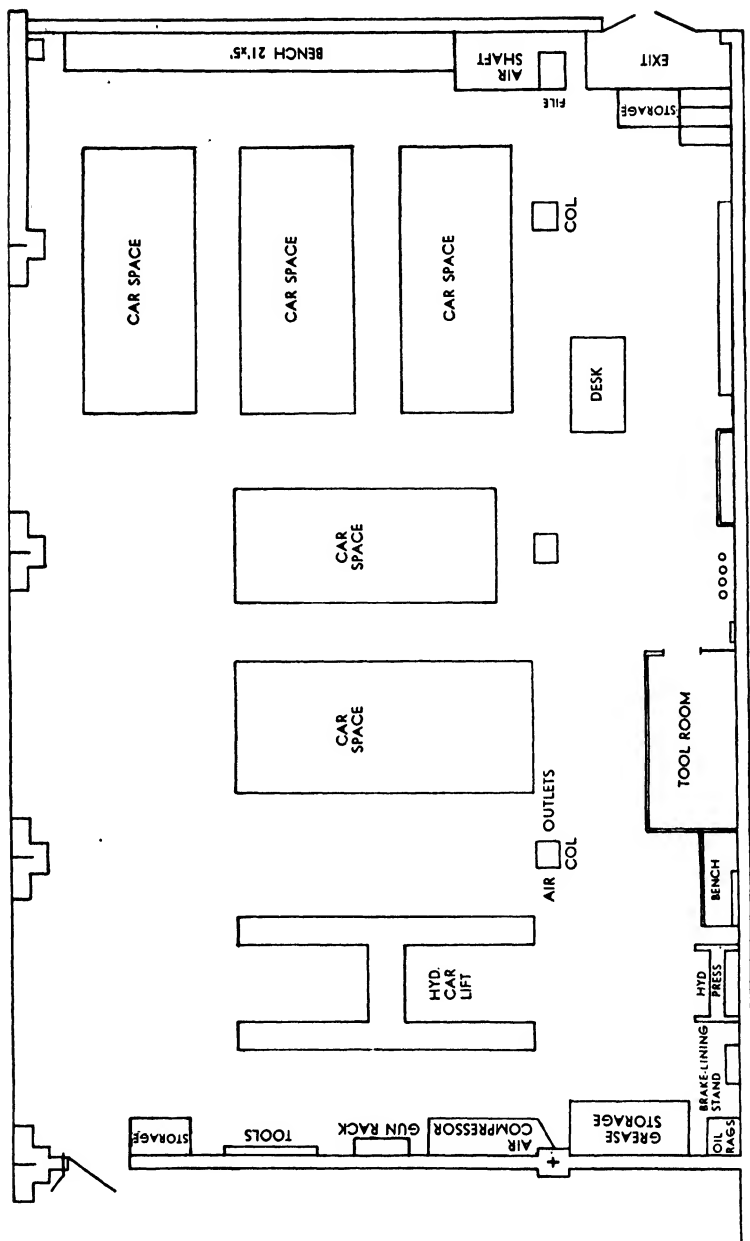 BENCH 21'x5'
AIR
SHAFT
FILE
EXIT
STORAGE
CAR SPACE
CAR SPACE
CAR SPACE
COL
DESK
CAR
SPACE
CAR
SPACE
TOOL ROOM
AIR OUTLETS
COL
BENCH
HYD.
CAR
LIFT
HYD
PRESS
BRAKE-LINING
STAND
STORAGE
TOOLS
GUN RACK
AIR
COMPRESSOR
GREASE
STORAGE
OIL
RAGS